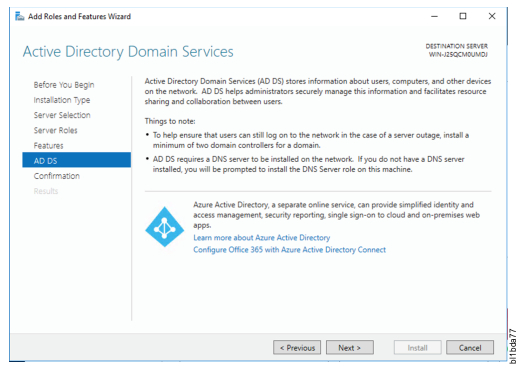 Add Roles and Features Wizard
Active Directory Domain Services
DESTINATION SERVER
WIN-J25QCM0UMDJ
Before You Begin
Installation Type
Server Selection
Server Roles
Features
AD DS
Confirmation
Results
Active Directory Domain Services (AD DS) stores information about users, computers, and other devices
on the network. AD DS helps administrators securely manage this information and facilitates resource
sharing and collaboration between users.
Things to note:
• To help ensure that users can still log on to the network in the case of a server outage, install a
minimum of two domain controllers for a domain.
• AD DS requires a DNS server to be installed on the network. If you do not have a DNS server
installed, you will be prompted to install the DNS Server role on this machine.
Azure Active Directory, a separate online service, can provide simplified identity and
access management, security reporting, single sign-on to cloud and on-premises web
apps.
Learn more about Azure Active Directory
Configure Office 365 with Azure Active Directory Connect
< Previous
Next >
Install
Cancel
bl1bda77